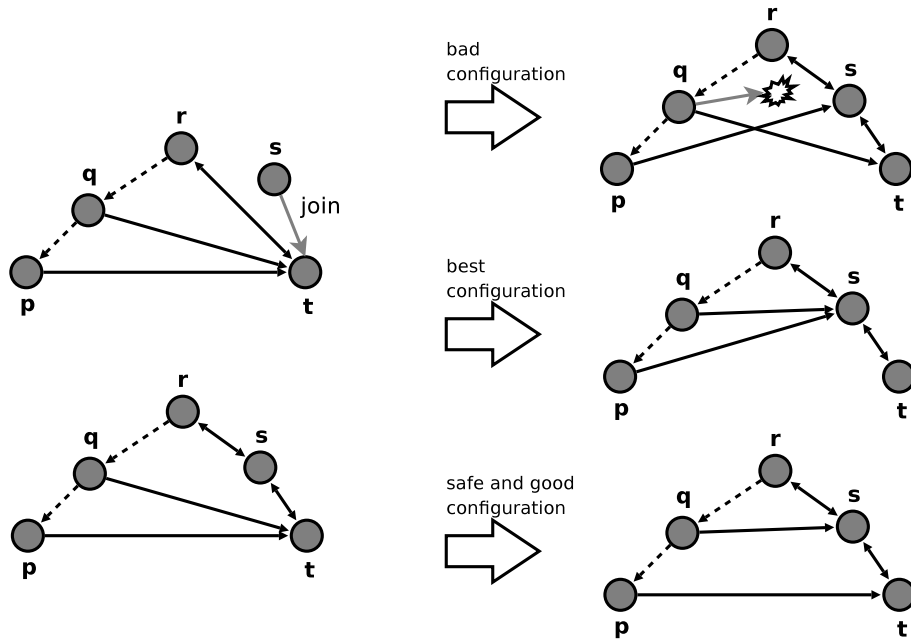 r
s
q
join
p
t
r
s
q
p
t
bad
configuration
r
s
q
p
t
best
configuration
r
s
q
p
t
safe and good
configuration
r
s
q
p
t